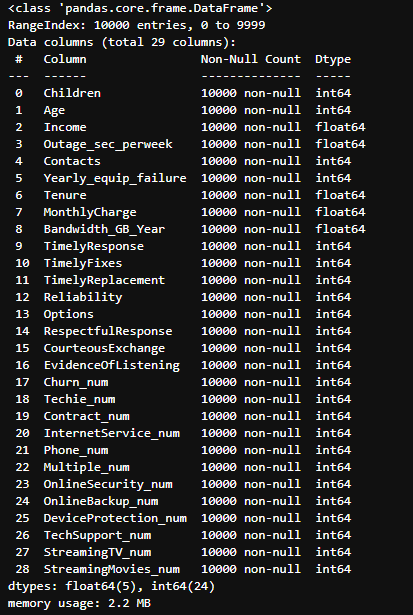 <class 'pandas.core.frame.DataFrame'>
RangeIndex: 10000 entries, 0 to 9999
Data columns (total 29 columns):
 #   Column               Non-Null Count  Dtype
---  ------               --------------  -----
 0   Children             10000 non-null  int64
 1   Age                  10000 non-null  int64
 2   Income               10000 non-null  float64
 3   Outage_sec_perweek   10000 non-null  float64
 4   Contacts             10000 non-null  int64
 5   Yearly_equip_failure 10000 non-null  int64
 6   Tenure               10000 non-null  float64
 7   MonthlyCharge        10000 non-null  float64
 8   Bandwidth_GB_Year    10000 non-null  float64
 9   TimelyResponse       10000 non-null  int64
 10  TimelyFixes          10000 non-null  int64
 11  TimelyReplacement    10000 non-null  int64
 12  Reliability          10000 non-null  int64
 13  Options              10000 non-null  int64
 14  RespectfulResponse   10000 non-null  int64
 15  CourteousExchange    10000 non-null  int64
 16  EvidenceOfListening  10000 non-null  int64
 17  Churn_num            10000 non-null  int64
 18  Techie_num           10000 non-null  int64
 19  Contract_num         10000 non-null  int64
 20  InternetService_num  10000 non-null  int64
 21  Phone_num            10000 non-null  int64
 22  Multiple_num         10000 non-null  int64
 23  OnlineSecurity_num   10000 non-null  int64
 24  OnlineBackup_num     10000 non-null  int64
 25  DeviceProtection_num 10000 non-null  int64
 26  TechSupport_num      10000 non-null  int64
 27  StreamingTV_num      10000 non-null  int64
 28  StreamingMovies_num  10000 non-null  int64
dtypes: float64(5), int64(24)
memory usage: 2.2 MB